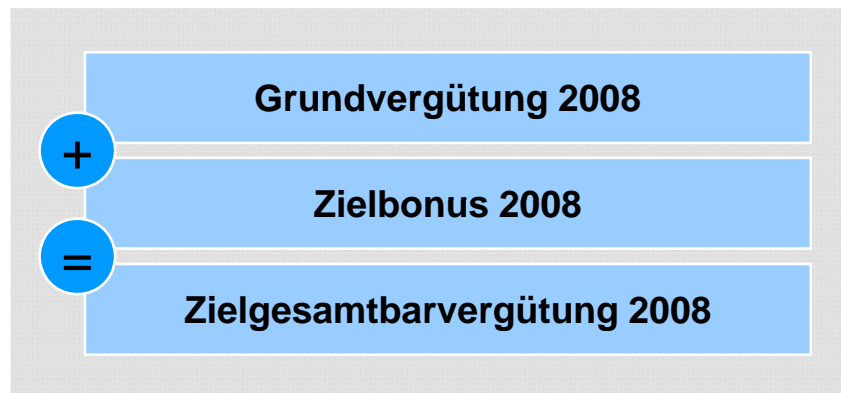 Grundvergütung 2008
+
Zielbonus 2008
=
Zielgesamtbarvergütung 2008